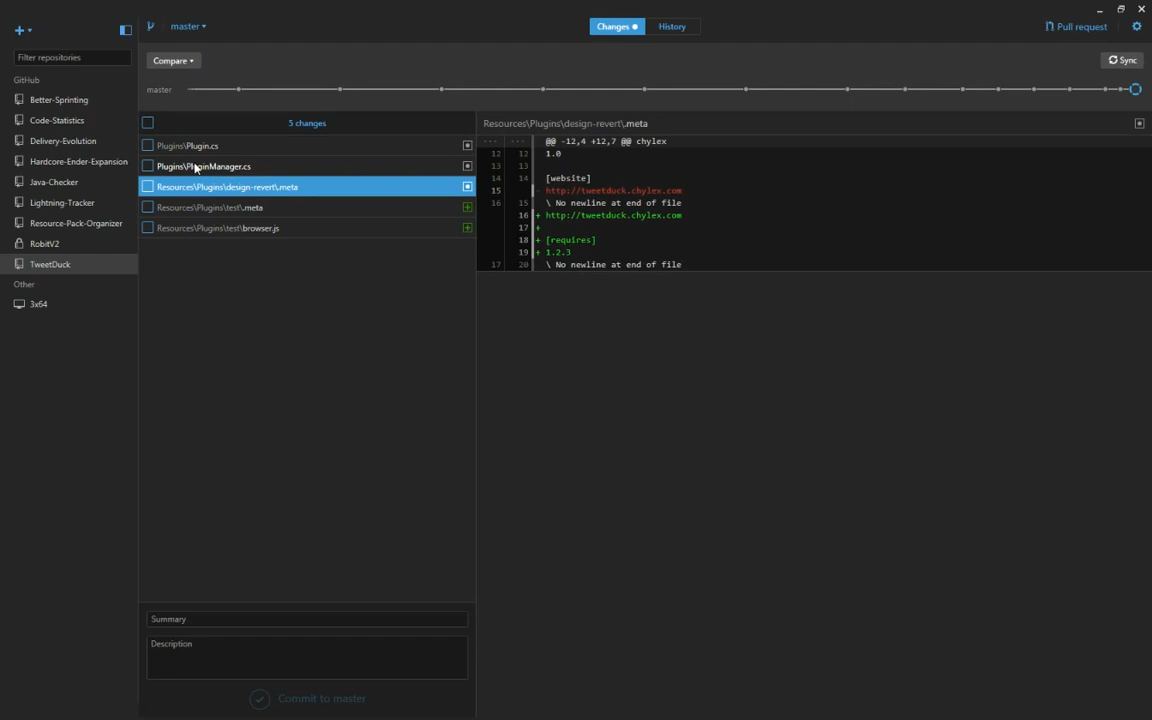 master
Changes
History
Pull request
Filter repositories
GitHub
Better-Sprinting
Code-Statistics
Delivery-Evolution
Hardcore-Ender-Expansion
Java-Checker
Lightning-Tracker
Resource-Pack-Organizer
RobitV2
TweetDuck
Other
3x64
Compare
Sync
master
5 changes
Plugins\Plugin.cs
Plugins\PluginManager.cs
Resources\Plugins\design-revert\.meta
Resources\Plugins\test\.meta
Resources\Plugins\test\browser.js
Summary
Description
Commit to master
Resources\Plugins\design-revert\.meta
... ... @@ -12,4 +12,7 @@ chylex
12 12 1.0
13 13
14 14 [website]
15 - http://tweetduck.chylex.com
16 15 \ No newline at end of file
16 + http://tweetduck.chylex.com
17 +
18 + [requires]
19 + 1.2.3
17 20 \ No newline at end of file